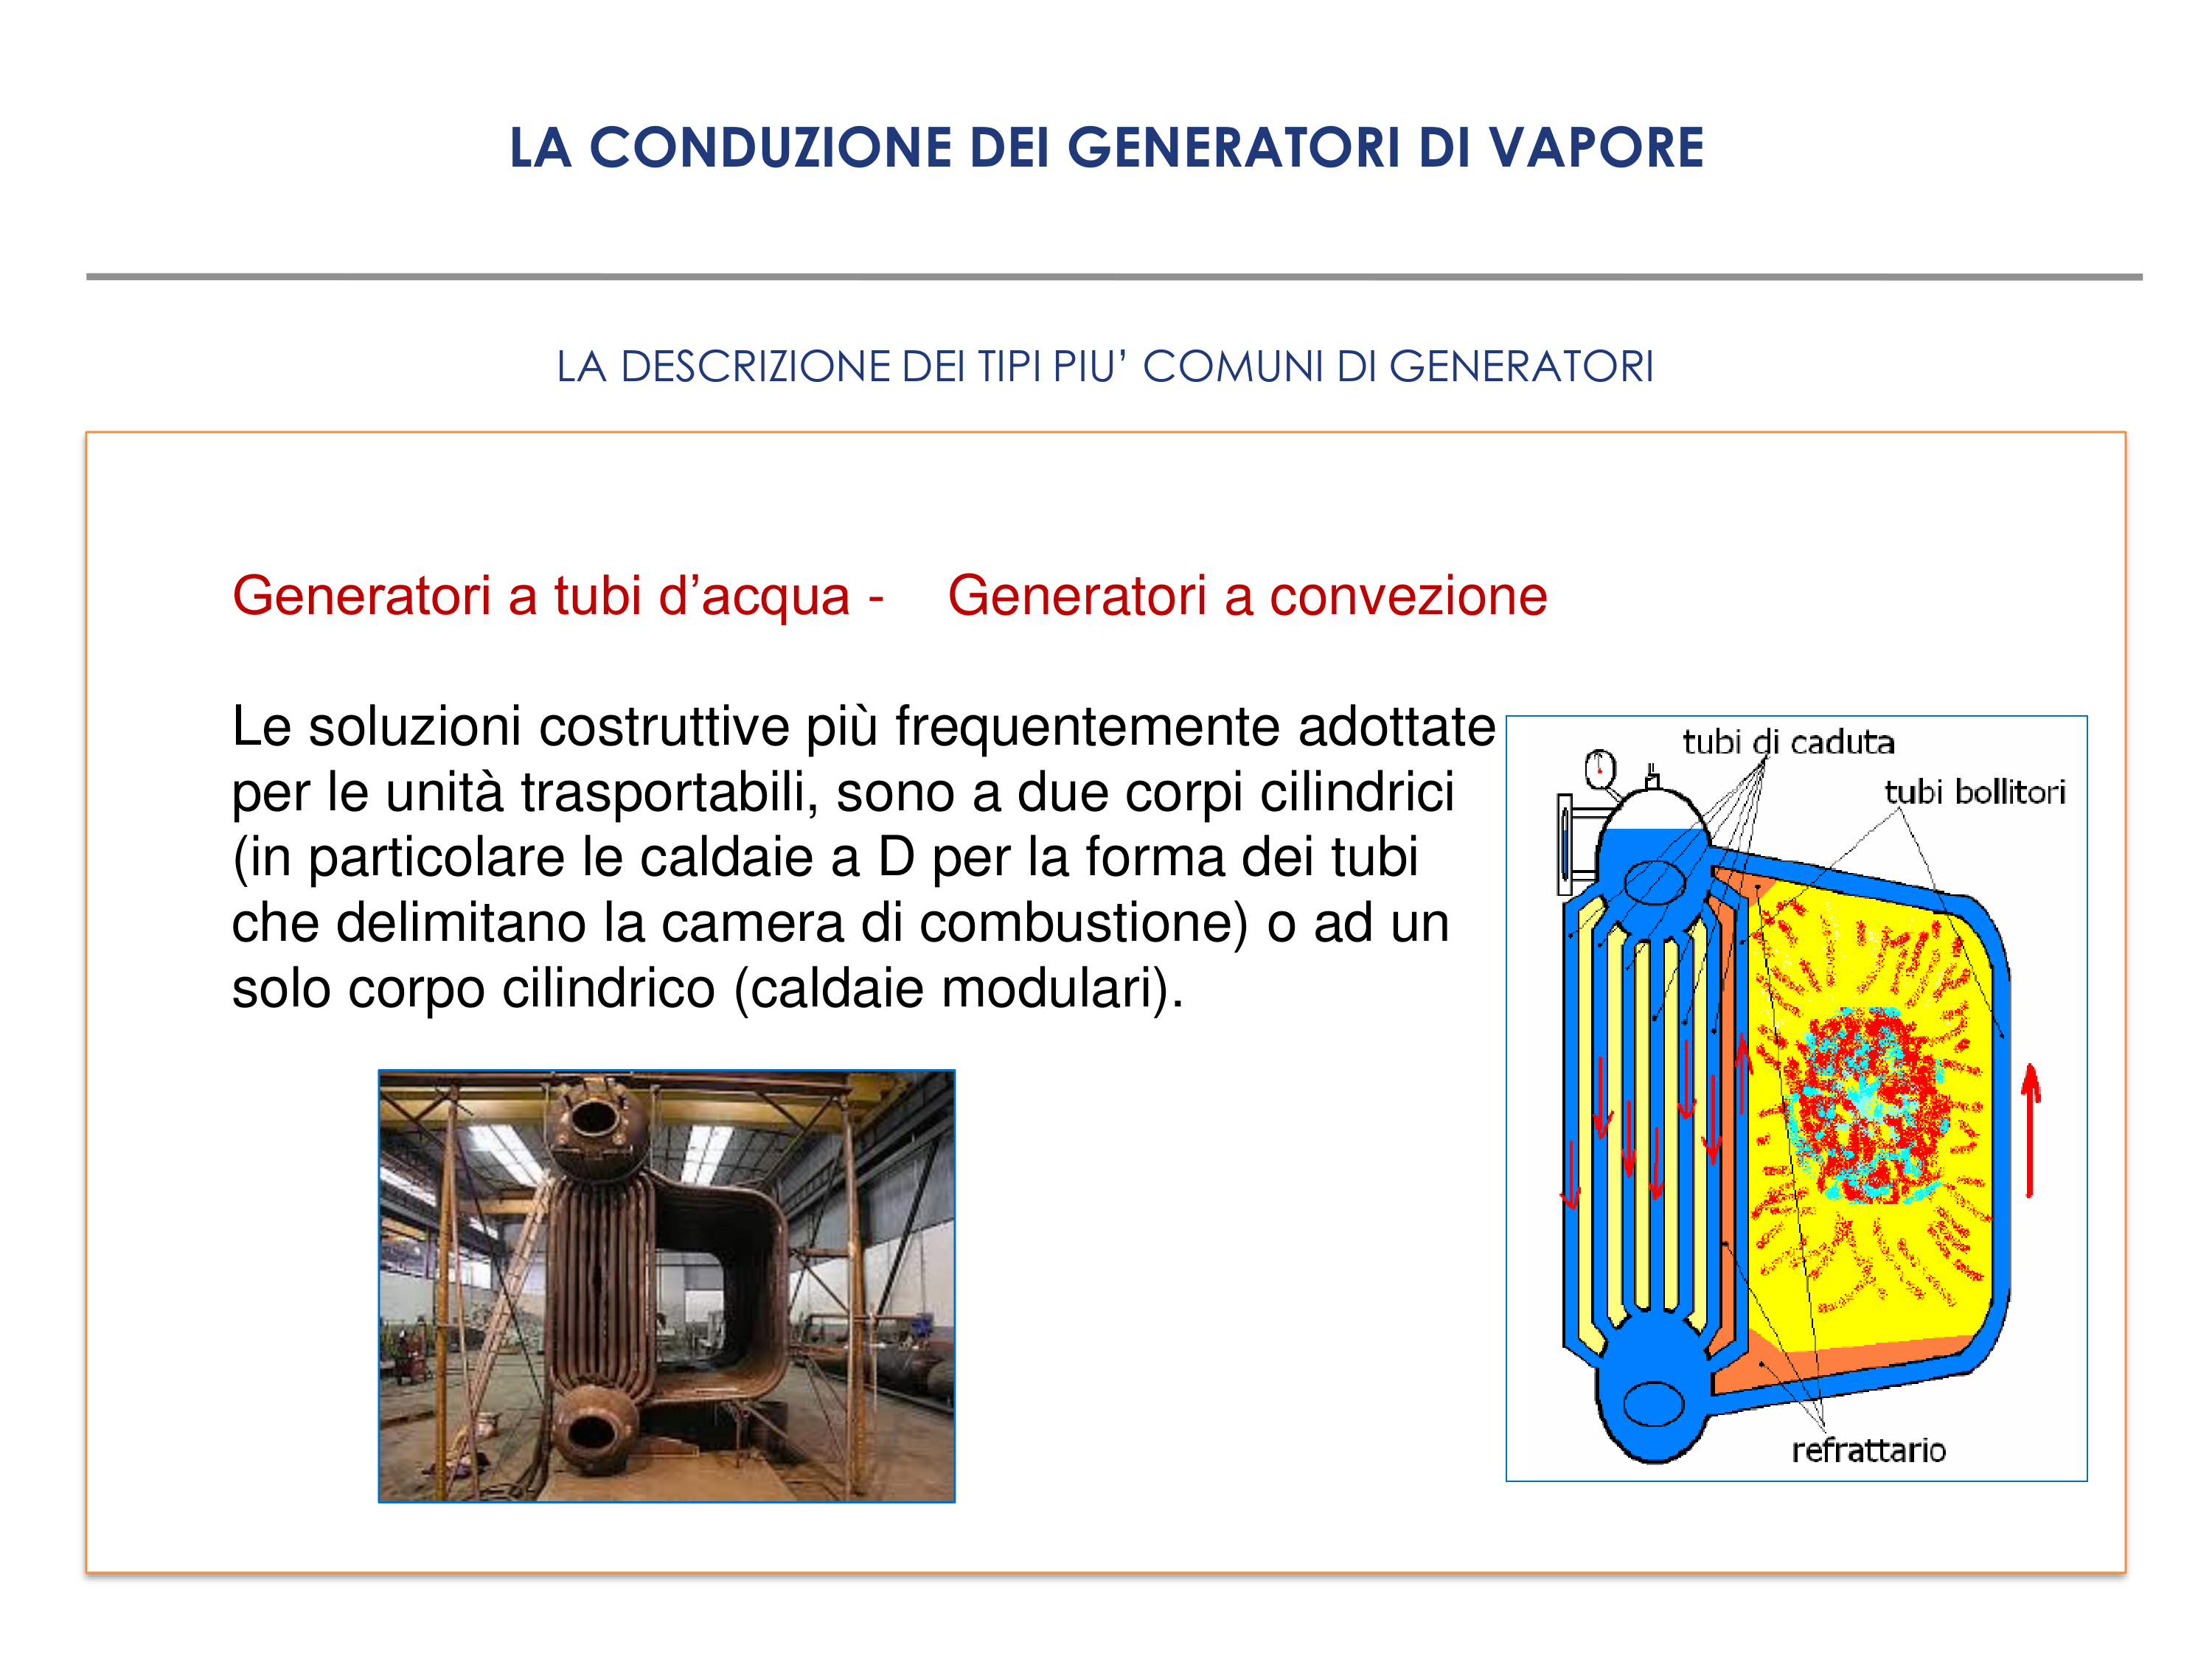 LA CONDUZIONE DEI GENERATORI DI VAPORE
LA DESCRIZIONE DEI TIPI PIU’ COMUNI DI GENERATORI
Generatori a tubi d’acqua - Generatori a convezione
Le soluzioni costruttive più frequentemente adottate
per le unità trasportabili, sono a due corpi cilindrici
(in particolare le caldaie a D per la forma dei tubi
che delimitano la camera di combustione) o ad un
solo corpo cilindrico (caldaie modulari).
tubi di caduta
tubi bollitori
refrattario